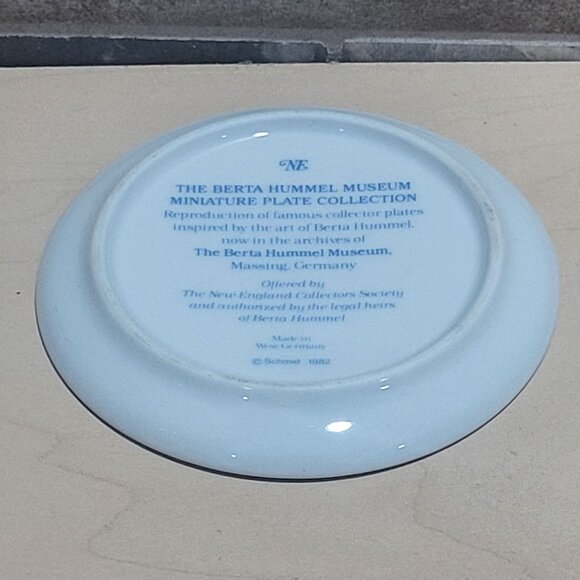 NE
THE BERTA HUMMEL MUSEUM
MINIATURE PLATE COLLECTION
Reproduction of famous collector plates
inspired by the art of Berta Hummel,
now in the archives of
The Berta Hummel Museum,
Massing, Germany
Offered by
The New England Collectors Society
and authorized by the legal heirs
of Berta Hummel
Made in
West Germany
© Schmid 1982